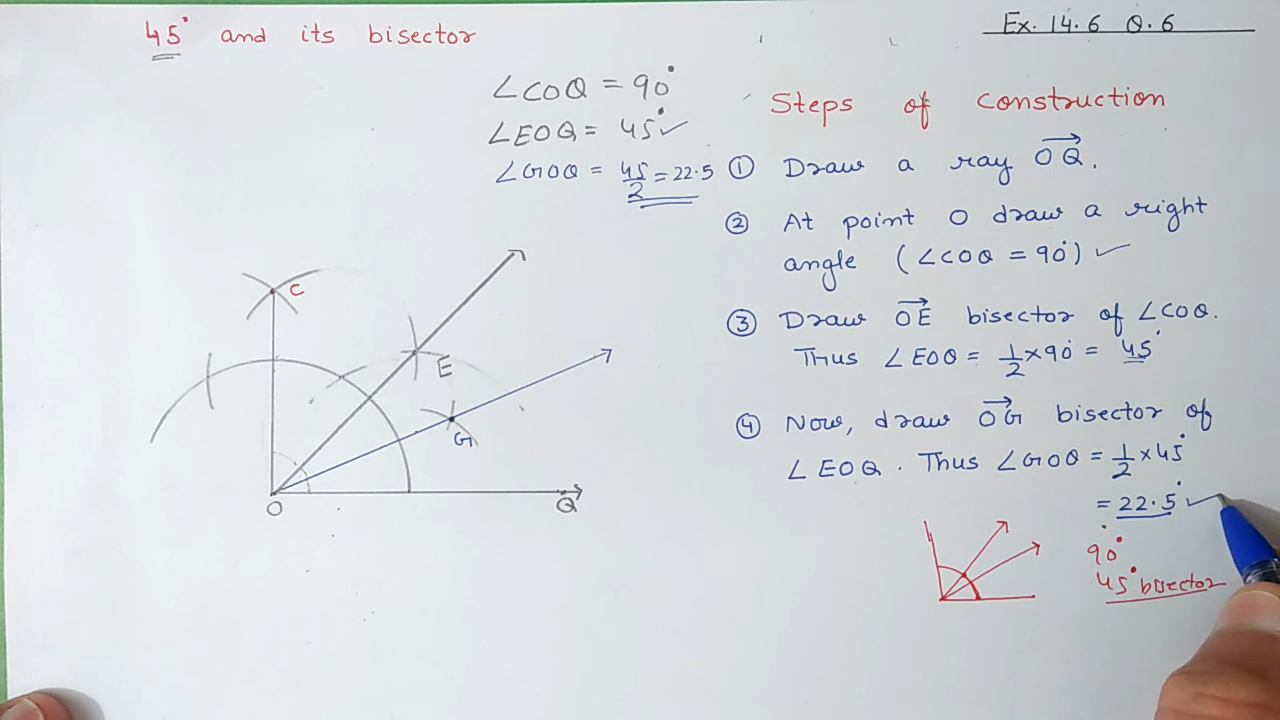 45° and its bisector
Ex. 14.6 Q.6
∠COQ = 90°
∠EOQ = 45° ✓
∠GOQ = 45/2 = 22.5
Steps of construction
① Draw a ray OQ→.
② At point O draw a right
angle (∠COQ = 90°) ✓
③ Draw OE→ bisector of ∠COQ.
Thus ∠EOQ = 1/2 × 90° = 45°
④ Now, draw OG→ bisector of
∠EOQ. Thus ∠GOQ = 1/2 × 45°
= 22.5° ✓
90°
45° bisector
C
E
G
O
Q